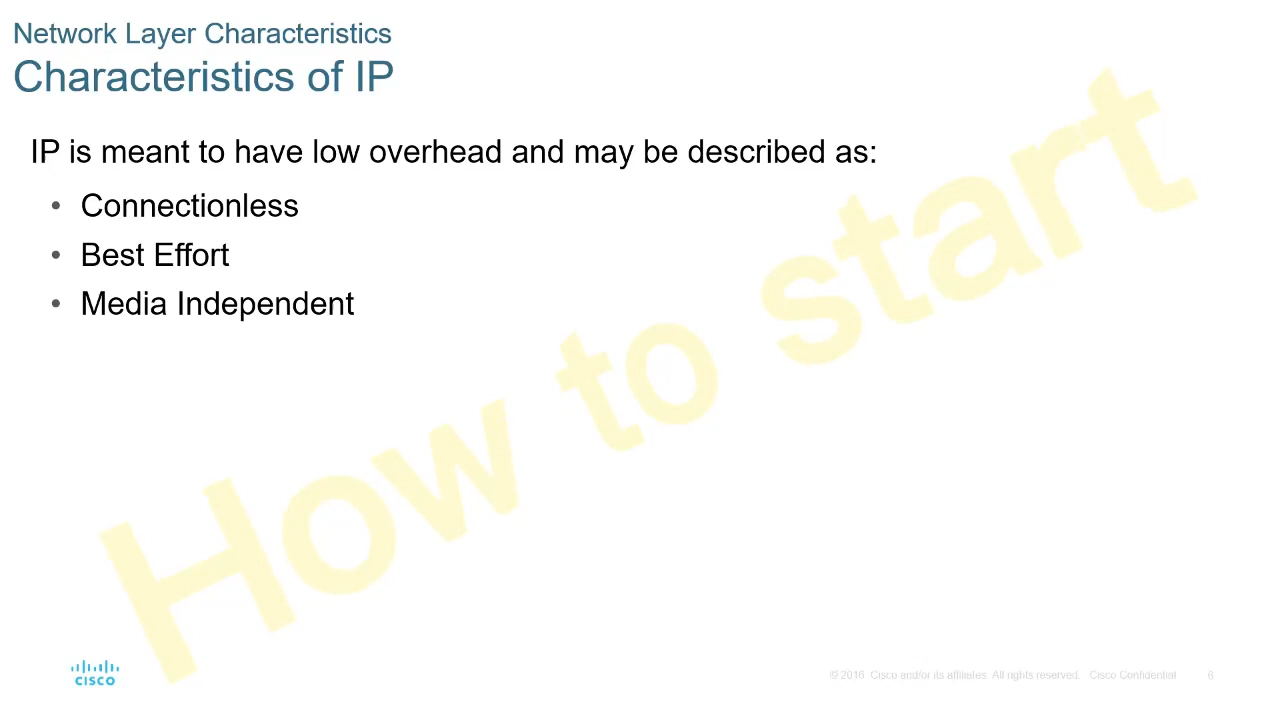 Network Layer Characteristics
Characteristics of IP
IP is meant to have low overhead and may be described as:
• Connectionless
• Best Effort
• Media Independent
How to start
CISCO
© 2016 Cisco and/or its affiliates. All rights reserved. Cisco Confidential 6